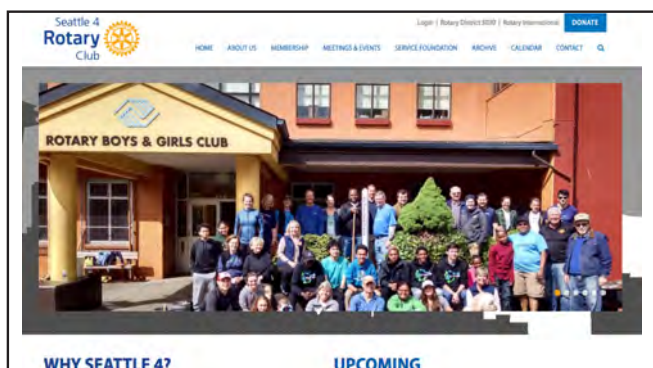 Seattle 4
Rotary
Club
Login | Rotary District 5030 | Rotary International
DONATE
HOME ABOUT US MEMBERSHIP MEETINGS & EVENTS SERVICE FOUNDATION ARCHIVE CALENDAR CONTACT
ROTARY BOYS & GIRLS CLUB
WHY SEATTLE 4? UPCOMING